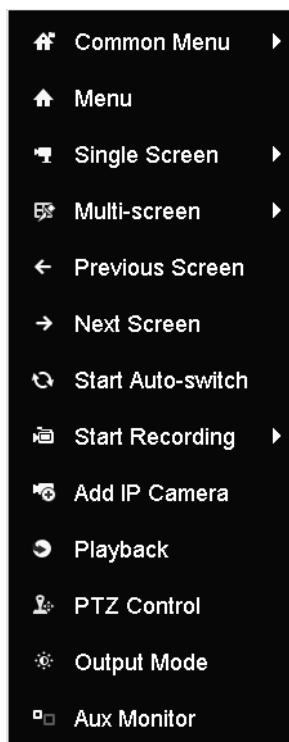 Common Menu
Menu
Single Screen
Multi-screen
Previous Screen
Next Screen
Start Auto-switch
Start Recording
Add IP Camera
Playback
PTZ Control
Output Mode
Aux Monitor